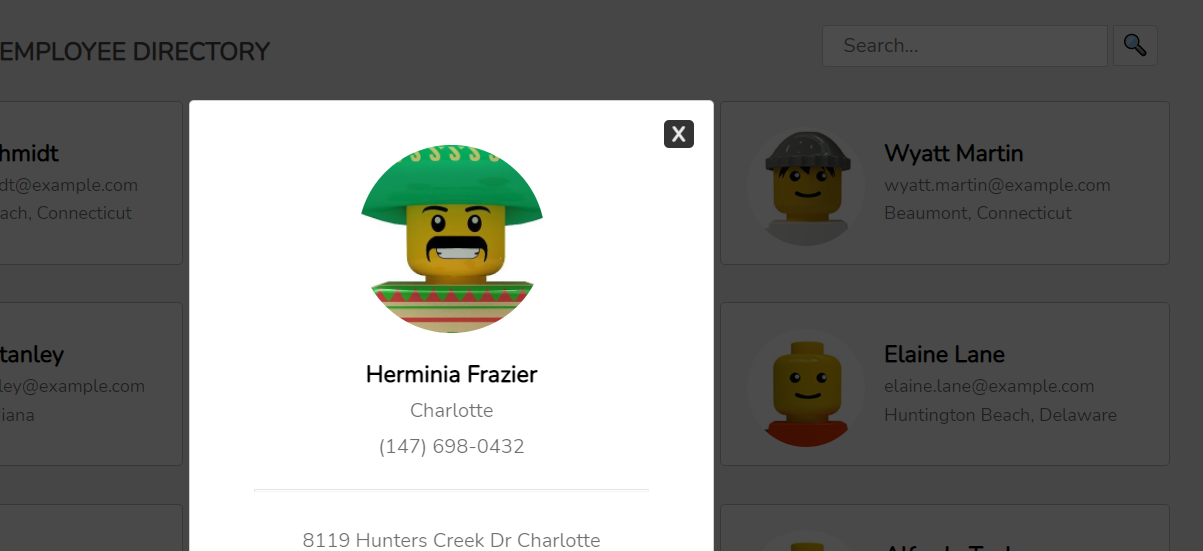 EMPLOYEE DIRECTORY
Search...
X
hmidt
dt@example.com
ach, Connecticut
Wyatt Martin
wyatt.martin@example.com
Beaumont, Connecticut
Herminia Frazier
Charlotte
(147) 698-0432
tanley
ley@example.com
iana
Elaine Lane
elaine.lane@example.com
Huntington Beach, Delaware
8119 Hunters Creek Dr Charlotte